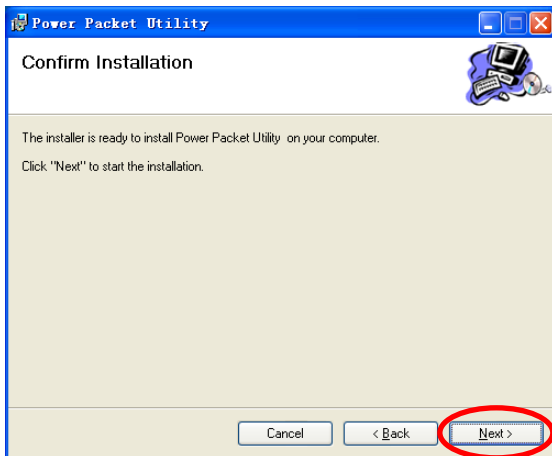 Power Packet Utility
Confirm Installation
The installer is ready to install Power Packet Utility on your computer.
Click "Next" to start the installation.
Cancel < Back Next >